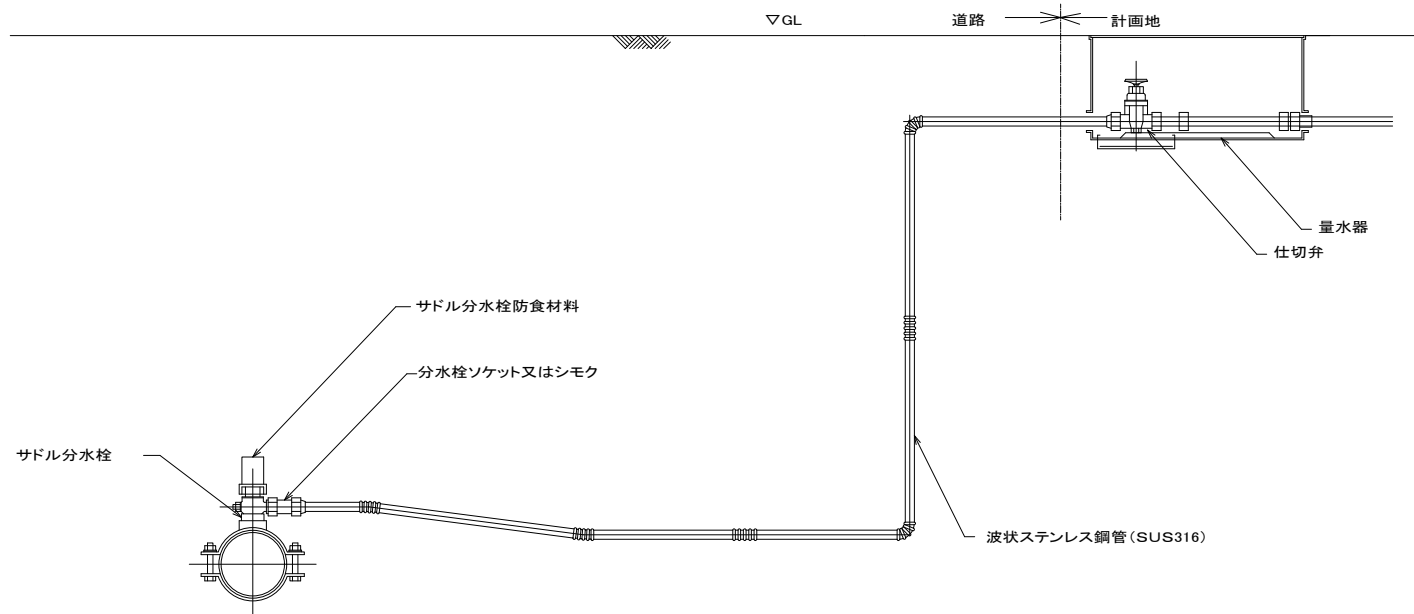 ▽GL
道路
計画地
量水器
仕切弁
サドル分水栓防食材料
分水栓ソケット又はシモク
サドル分水栓
波状ステンレス鋼管(SUS316)